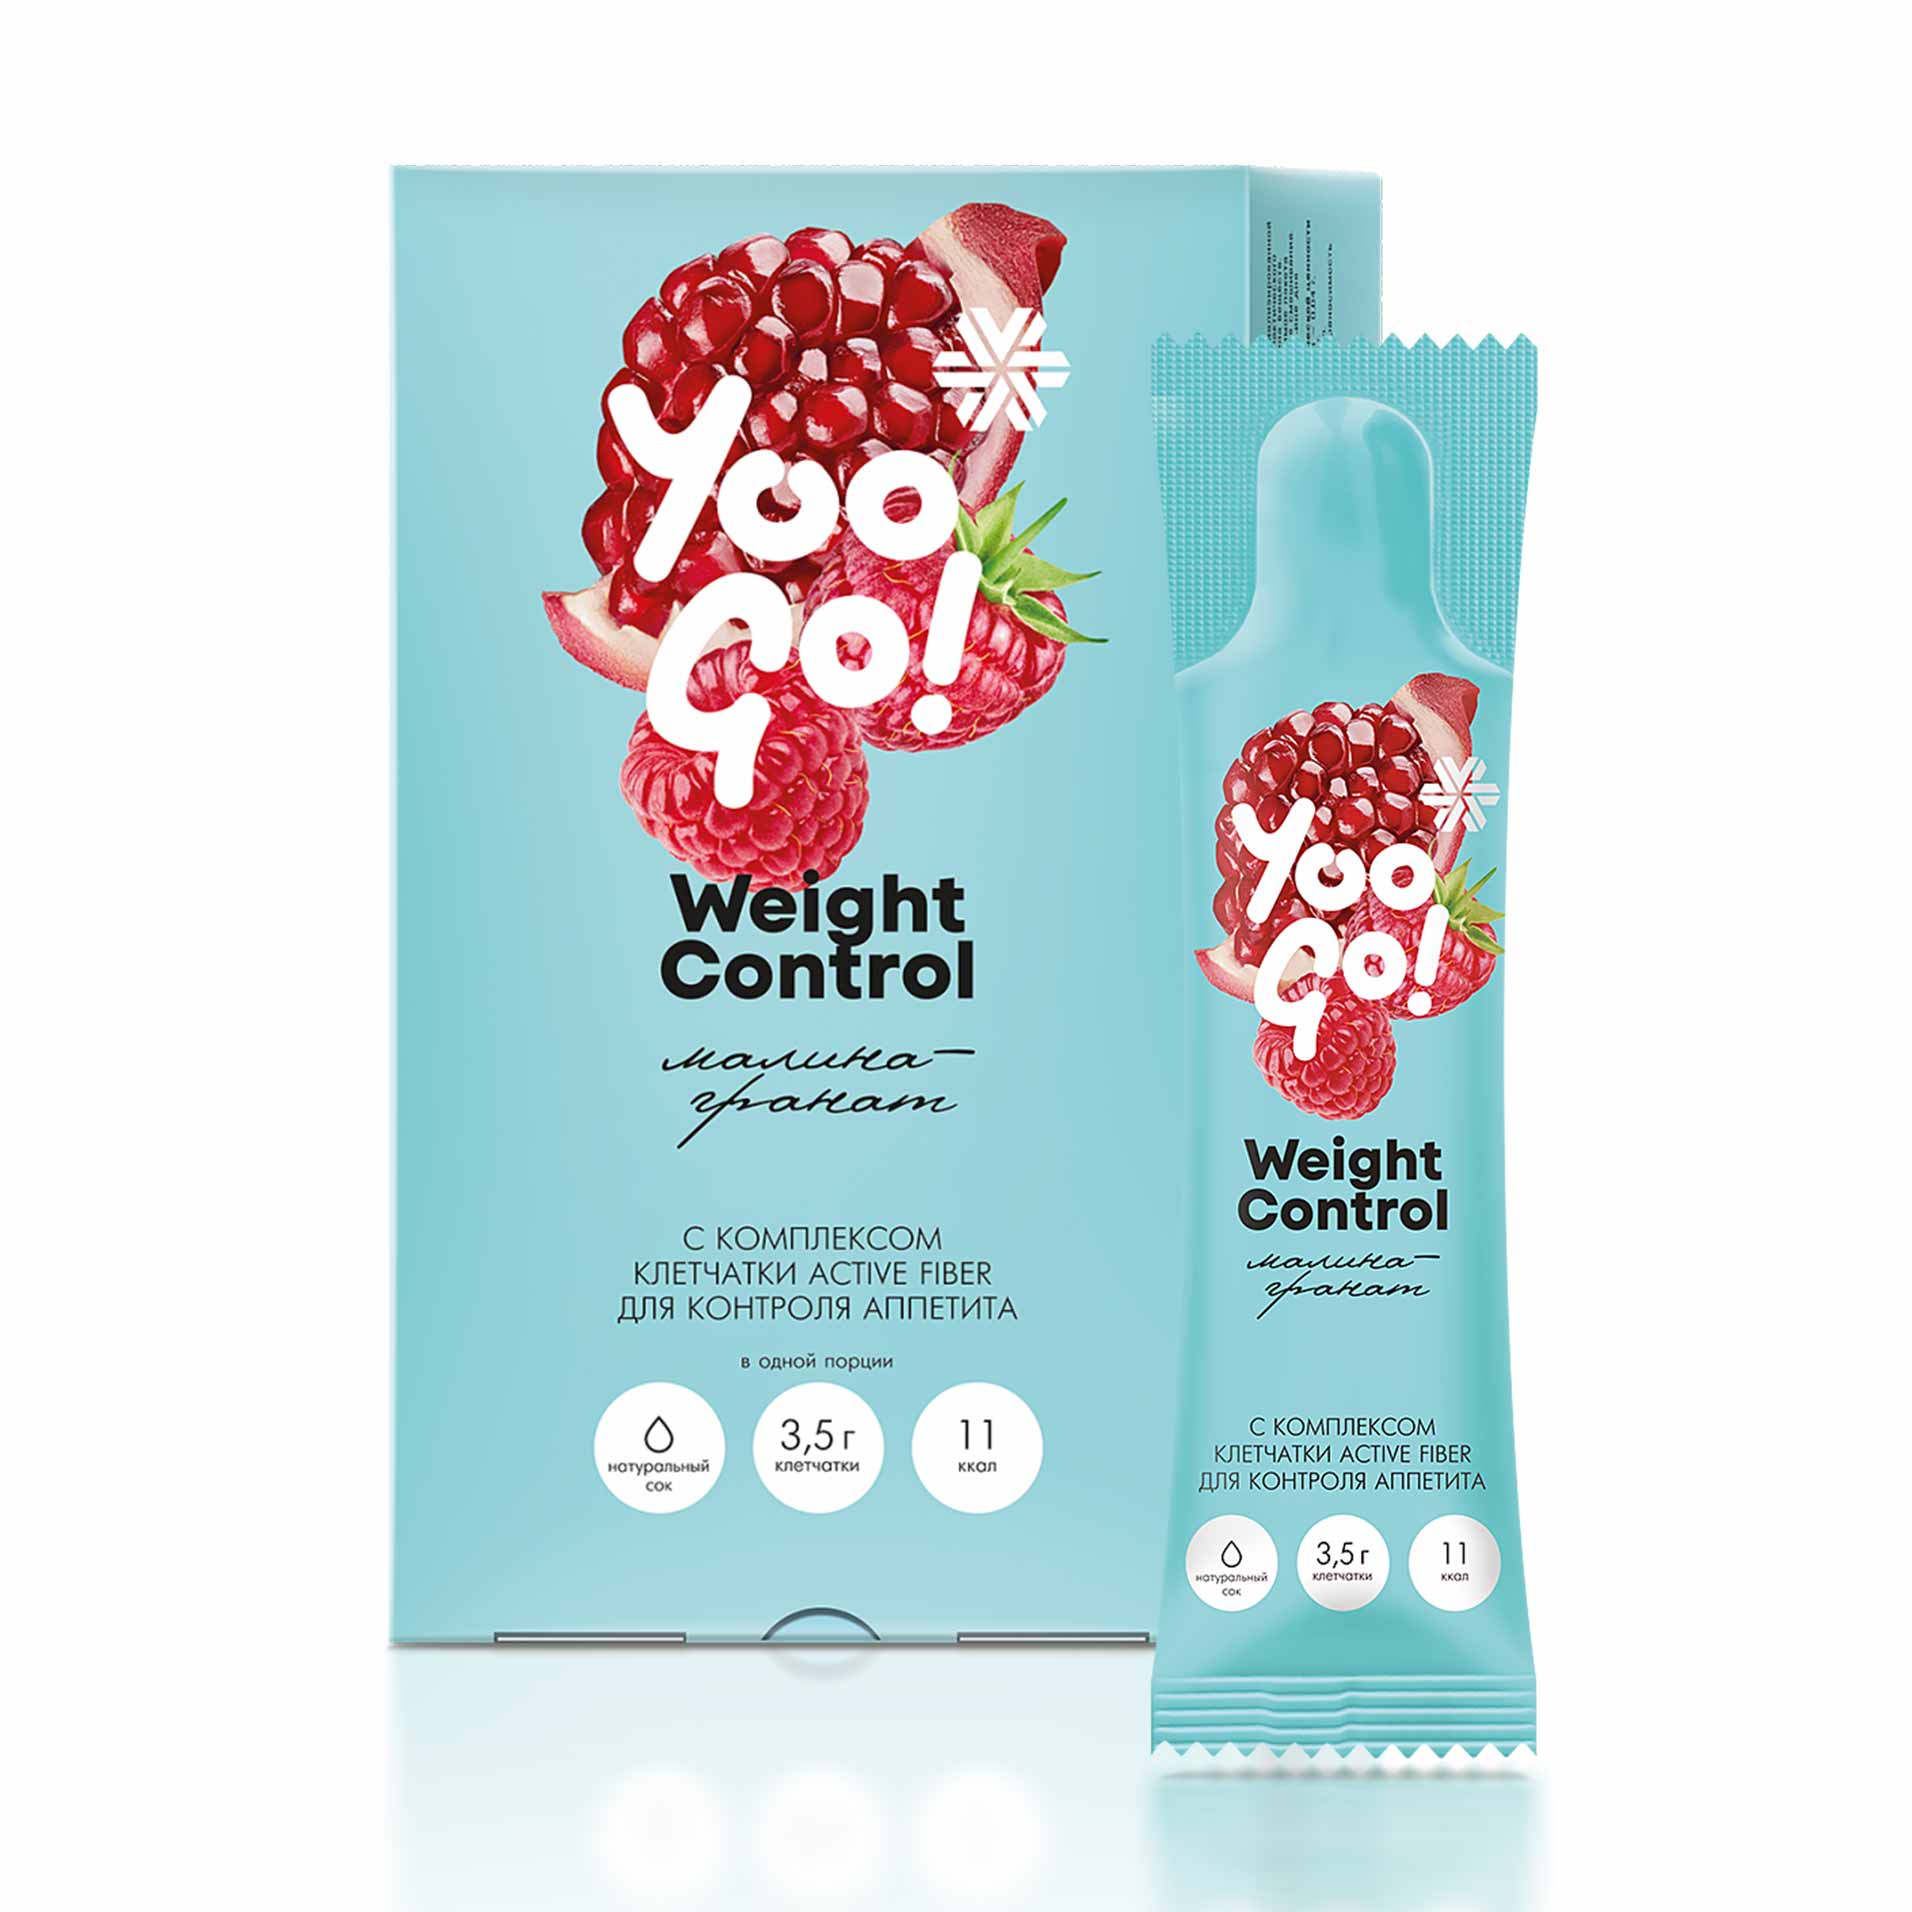 Yoo
Go!
Weight
Control
малина-
гранат
С КОМПЛЕКСОМ
КЛЕТЧАТКИ ACTIVE FIBER
ДЛЯ КОНТРОЛЯ АППЕТИТА
в одной порции
натуральный
сок
3,5 г
клетчатки
11
ккал
Yoo
Go!
Weight
Control
малина-
гранат
С КОМПЛЕКСОМ
КЛЕТЧАТКИ ACTIVE FIBER
ДЛЯ КОНТРОЛЯ АППЕТИТА
натуральный
сок
3,5 г
клетчатки
11
ккал